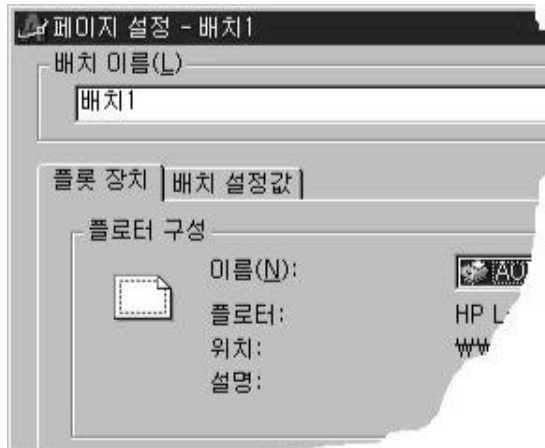 페이지 설정 - 배치1
배치 이름(L)
배치1
플롯 장치 배치 설정값
플로터 구성
이름(N):
플로터: HP
위치: ₩₩
설명: